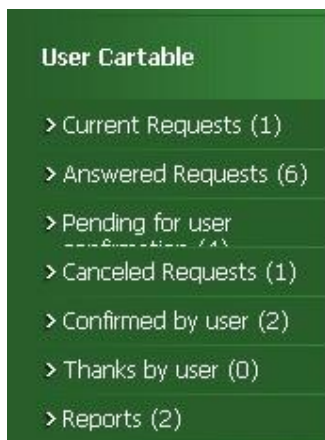 User Cartable
> Current Requests (1)
> Answered Requests (6)
> Pending for user
> Canceled Requests (1)
> Confirmed by user (2)
> Thanks by user (0)
> Reports (2)